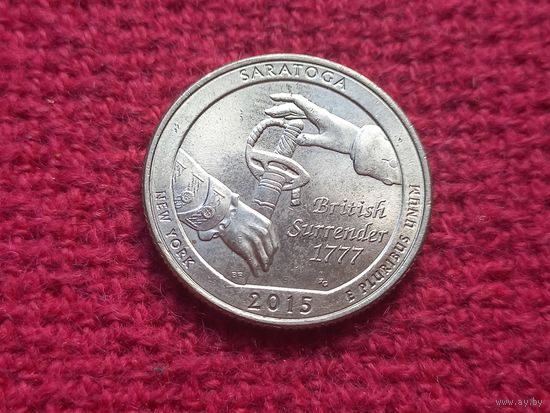 SARATOGA
British
Surrender
1777
NEW YORK
2015
E PLURIBUS UNUM
www.ay.by